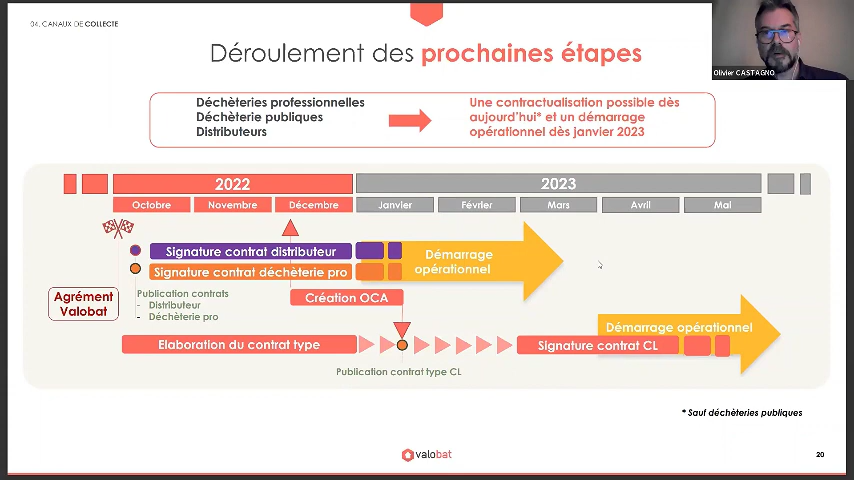 04. CANAUX DE COLLECTE
Olivier CASTAGNO
Déroulement des prochaines étapes
Déchèteries professionnelles
Déchèterie publiques
Distributeurs
Une contractualisation possible dès
aujourd'hui* et un démarrage
opérationnel dès janvier 2023
2022
2023
Octobre
Novembre
Décembre
Janvier
Février
Mars
Avril
Mai
Signature contrat distributeur
Signature contrat déchèterie pro
Démarrage
opérationnel
Agrément
Valobat
Publication contrats
- Distributeur
- Déchèterie pro
Création OCA
Démarrage opérationnel
Elaboration du contrat type
Signature contrat CL
Publication contrat type CL
* Sauf déchèteries publiques
valobat
20